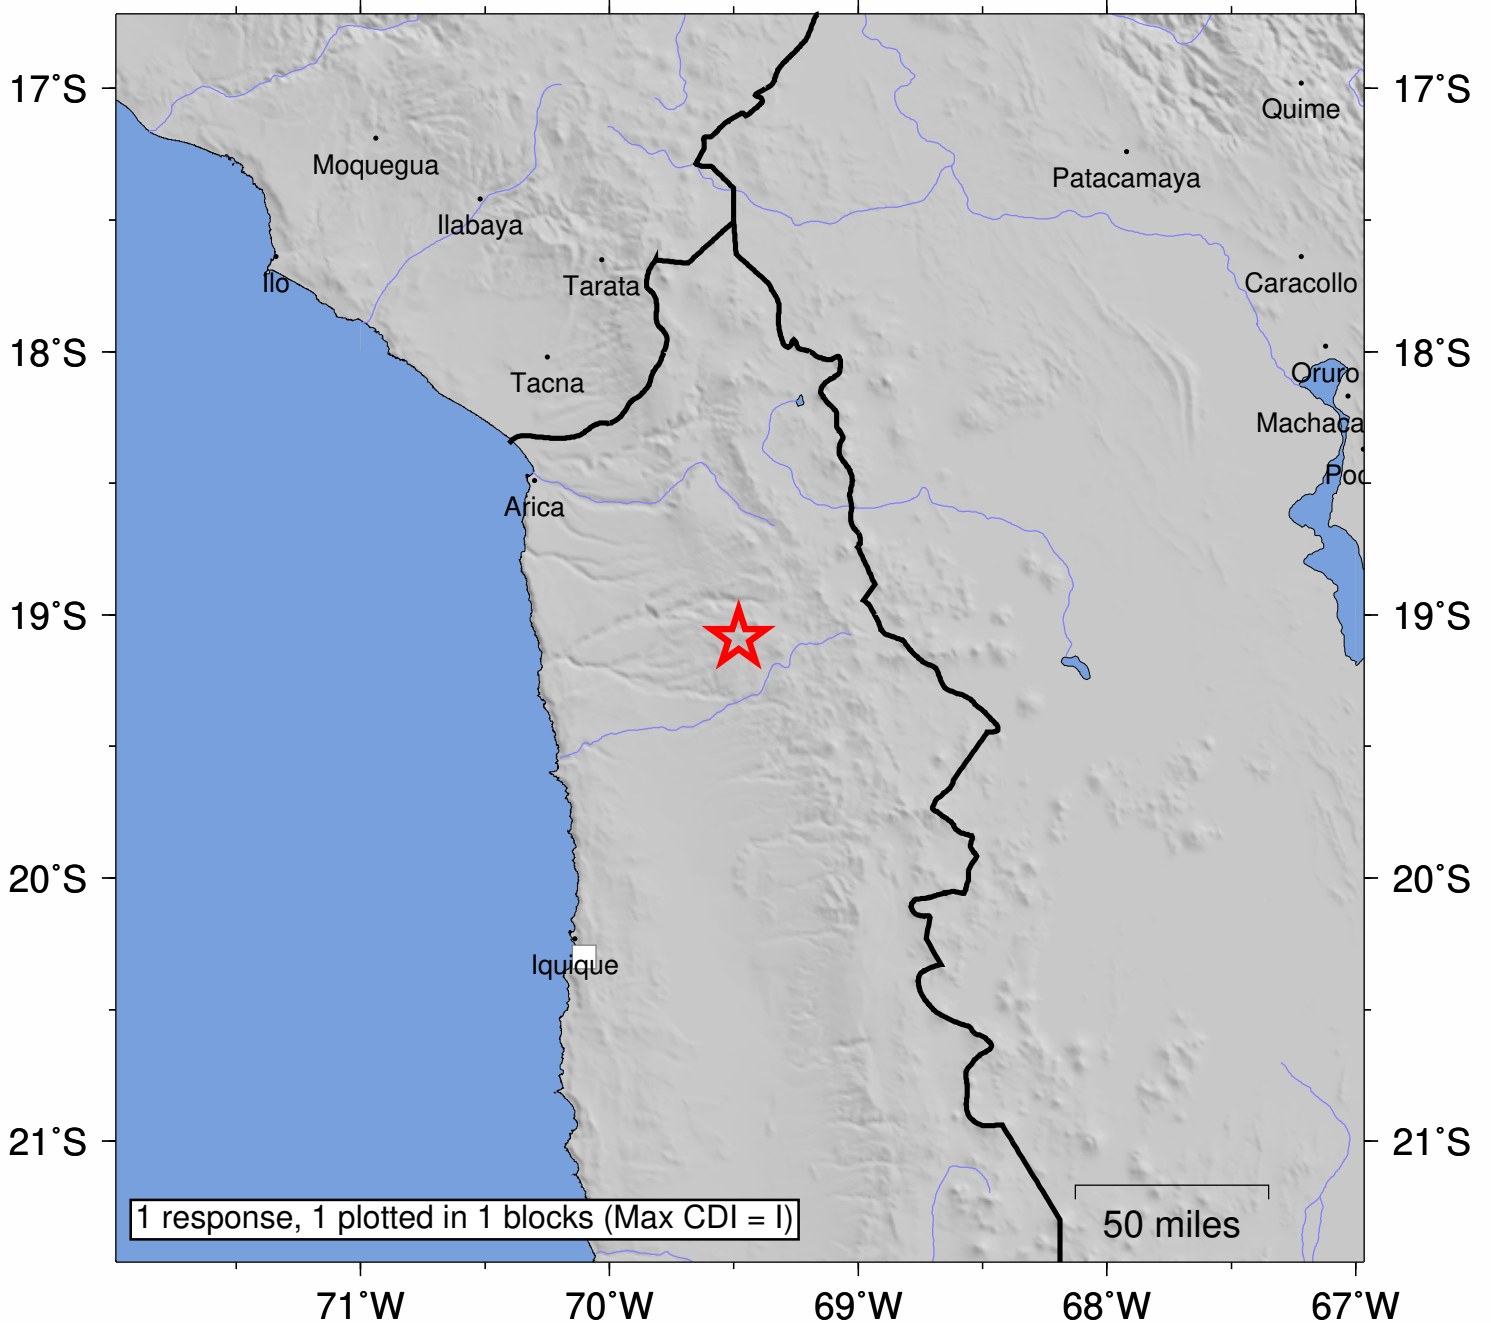 17°S
17°S
Quime
Moquegua
Patacamaya
Ilabaya
Ilo
Tarata
Caracollo
18°S
18°S
Tacna
Oruro
Machaca
Poo
Arica
19°S
19°S
20°S
20°S
Iquique
21°S
21°S
1 response, 1 plotted in 1 blocks (Max CDI = I)
50 miles
71°W
70°W
69°W
68°W
67°W